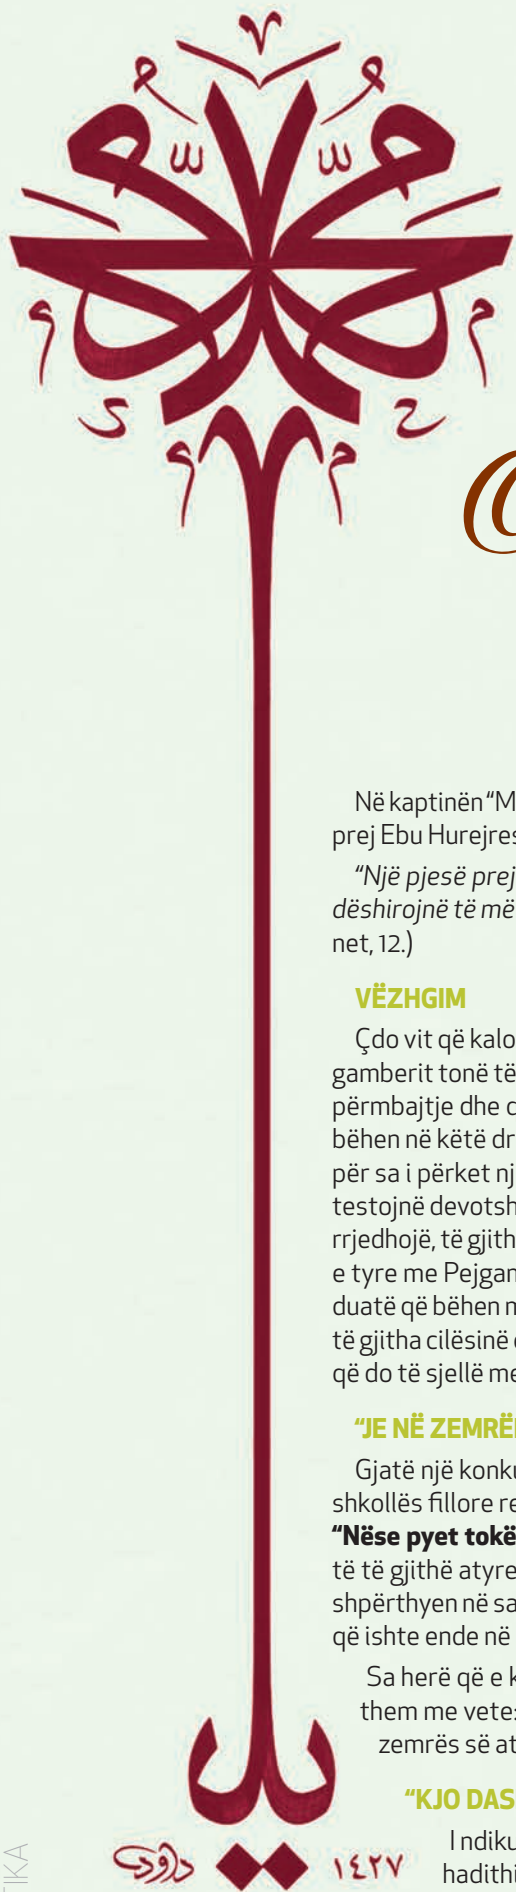 Në kaptinën “M
prej Ebu Hurejres
“Një pjesë prej
dëshirojnë të më
net, 12.)
VËZHGIM
Çdo vit që kalo
gamberit tonë të
përmbajtje dhe c
bëhen në këtë dr
për sa i përket nj
testojnë devotsh
rrjedhojë, të gjith
e tyre me Pejgan
duatë që bëhen n
të gjitha cilësinë e
që do të sjellë me
“JE NË ZEMRËN
Gjatë një konku
shkollës fillore re
“Nëse pyet tokë
të të gjithë atyre
shpërthyen në sa
që ishte ende në
Sa herë që e k
them me vete:
zemrës së at
“KJO DAS
I ndiku
hadithi
داودی ١٤٢٧
TIKA